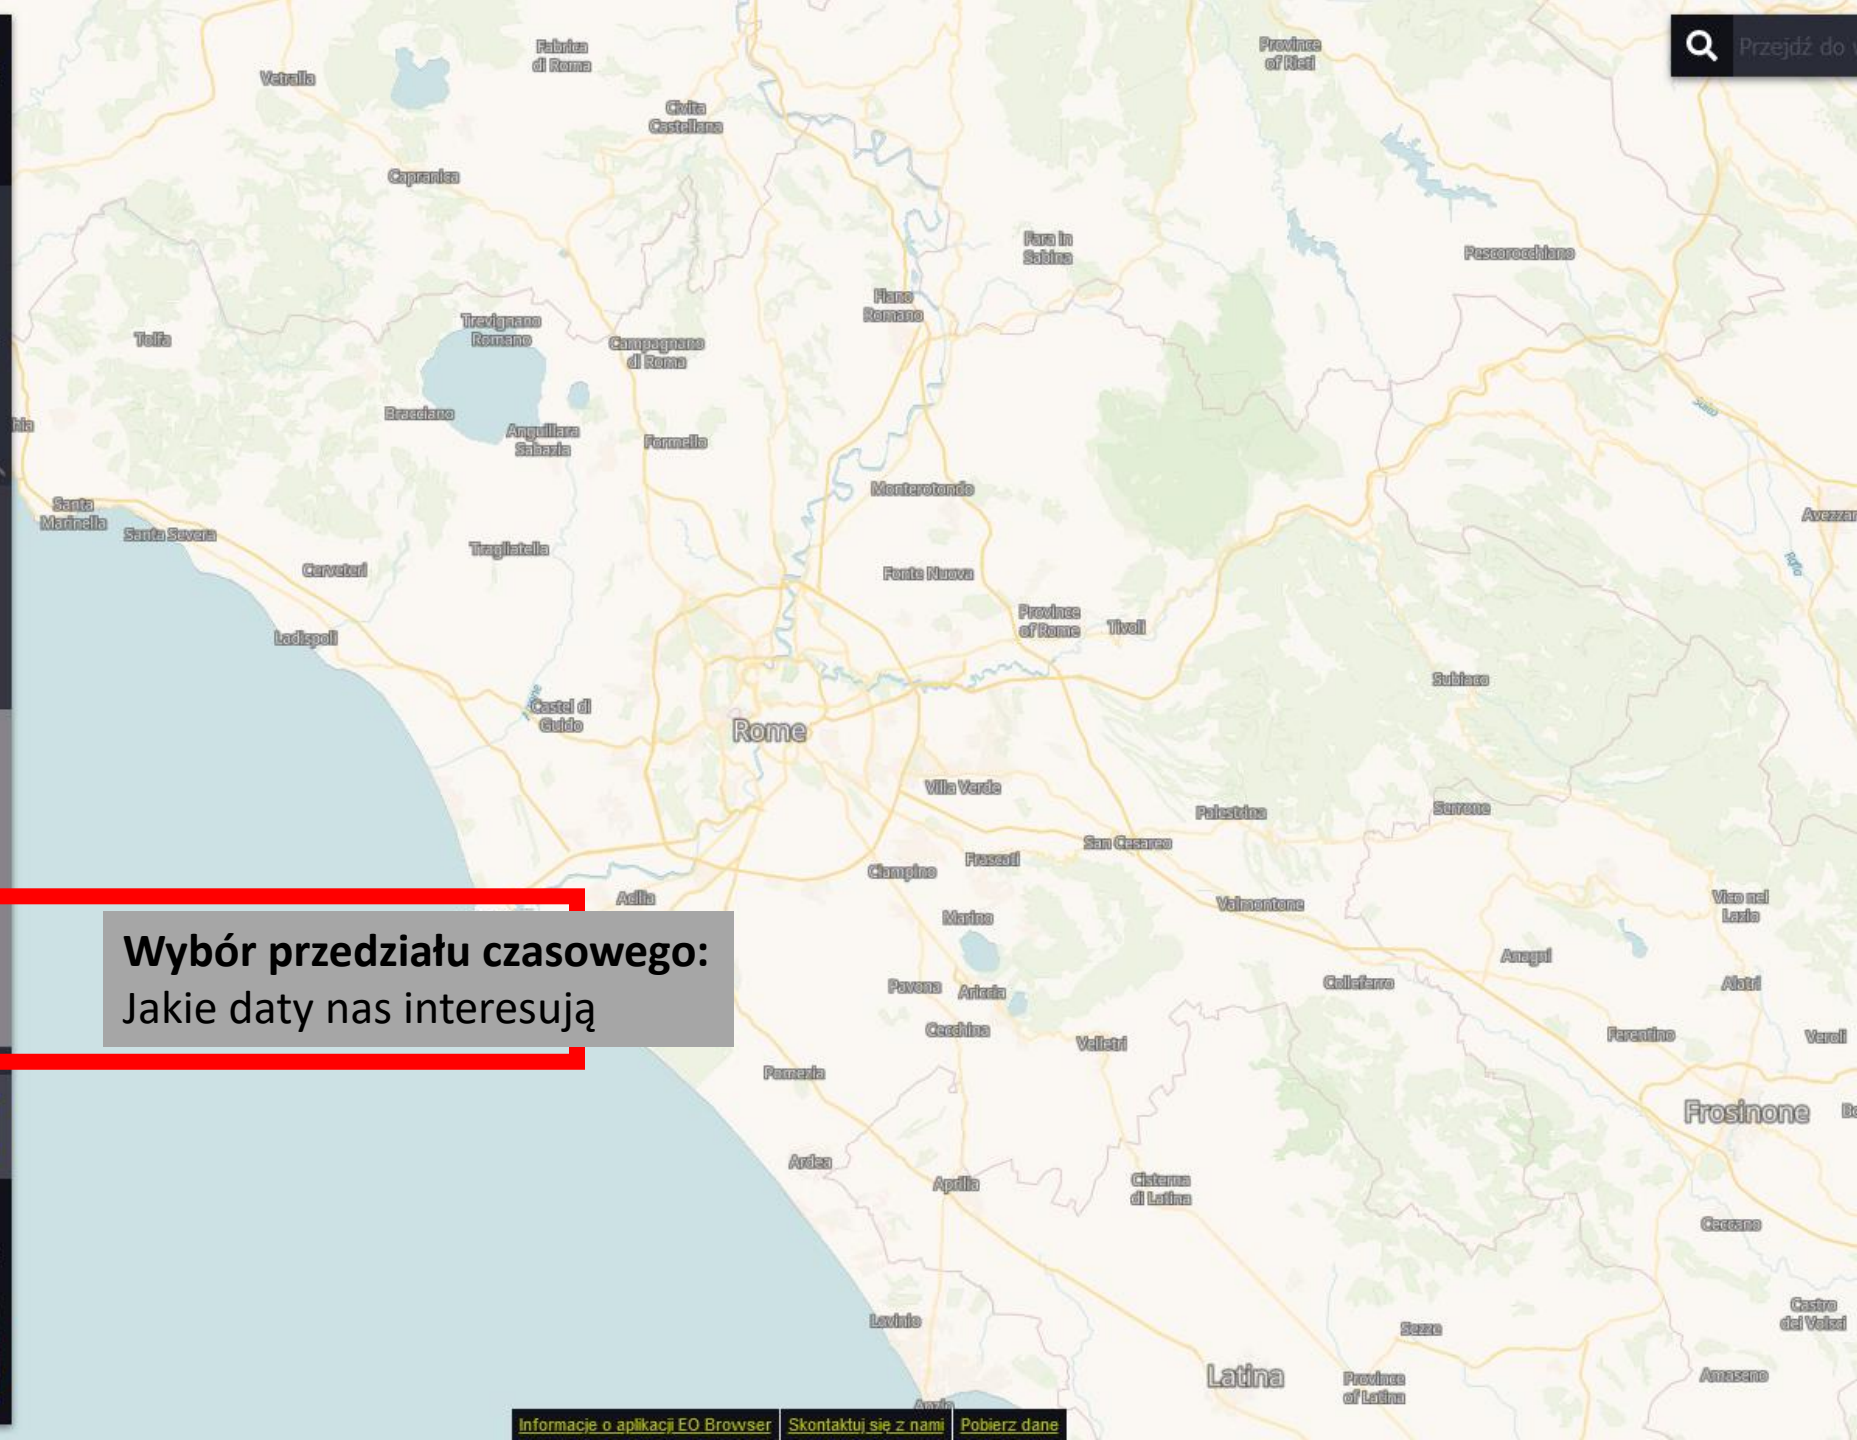 Przejdź do
Fabrica
di Roma
Province
of Rieti
Vetralla
Civita
Castellana
Capranica
Fara in
Sabina
Pescorocchiano
Fiano
Romano
Trevignano
Romano
Tolfa
Campagnano
di Roma
Salto
Bracciano
Anguillara
Sabazia
Formello
Monterotondo
Santa
Marinella
Santa Severa
Tragliatella
Cerveteri
Fonte Nuova
Province
of Rome
Tivoli
Ladispoli
Subiaco
Castel di
Guido
Rome
Villa Verde
Palestrina
Serrone
San Cesareo
Frascati
Ciampino
Acilia
Valmontone
Vico nel
Lazio
Marino
Wybór przedziału czasowego:
Jakie daty nas interesują
Anagni
Colleferro
Alatri
Pavona
Ariccia
Cecchina
Velletri
Ferentino
Veroli
Pomezia
Frosinone
Ardea
Aprilia
Cisterna
di Latina
Ceccano
Castro
dei Volsci
Lavinio
Sezze
Latina
Province
of Latina
Amaseno
Anzio
Informacje o aplikacji EO Browser
Skontaktuj się z nami
Pobierz dane